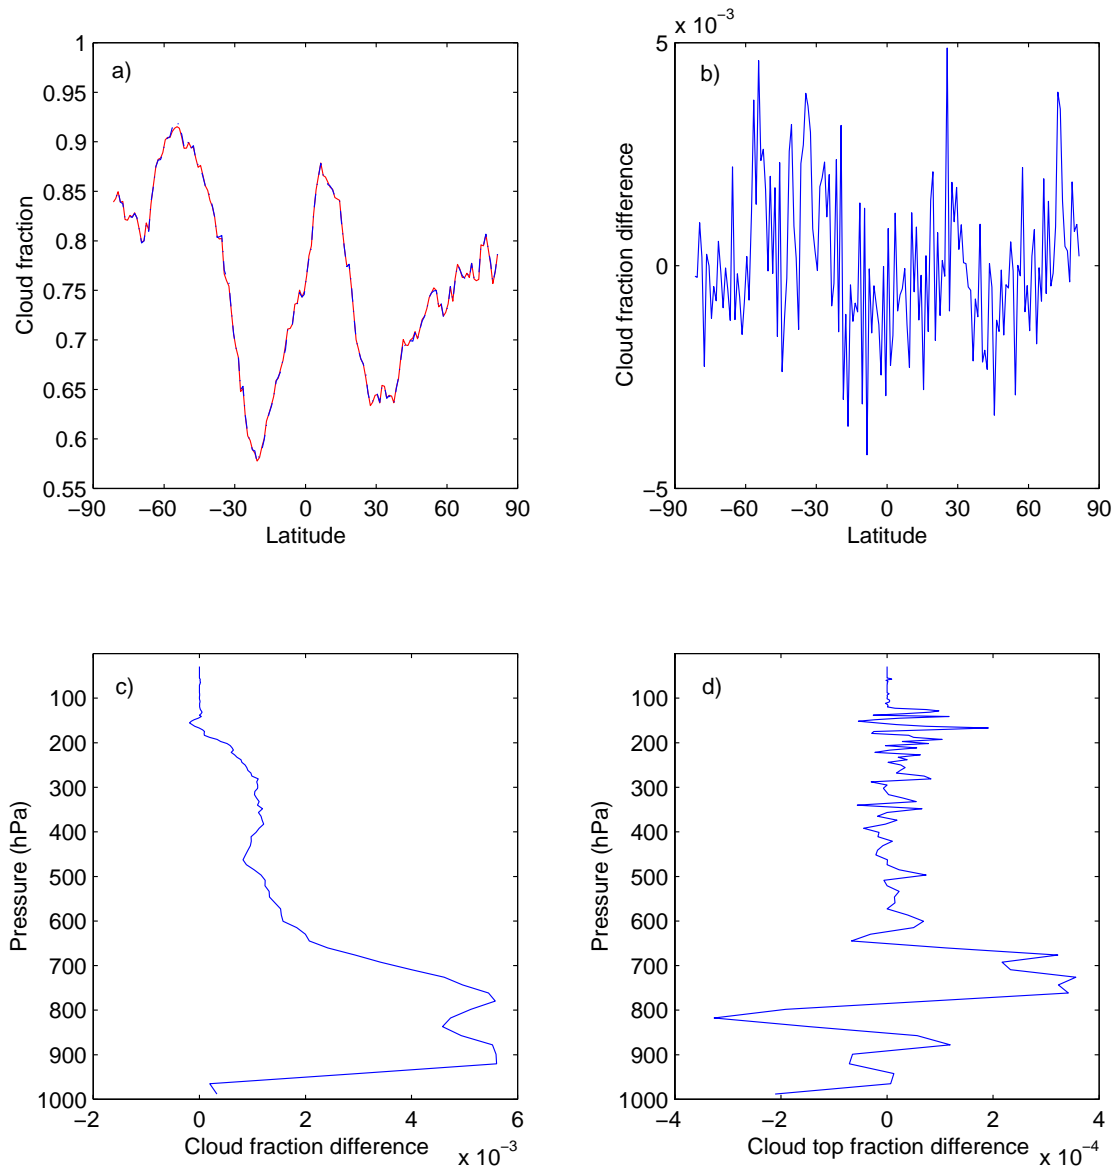 a)
1
0.95
0.9
0.85
0.8
0.75
0.7
0.65
0.6
0.55
Cloud fraction
−90 −60 −30 0 30 60 90
Latitude
x 10−3
b)
5
0
−5
Cloud fraction difference
−90 −60 −30 0 30 60 90
Latitude
c)
100
200
300
400
500
600
700
800
900
1000
Pressure (hPa)
−2 0 2 4 6
Cloud fraction difference
x 10−3
d)
100
200
300
400
500
600
700
800
900
1000
Pressure (hPa)
−4 −2 0 2 4
Cloud top fraction difference
x 10−4